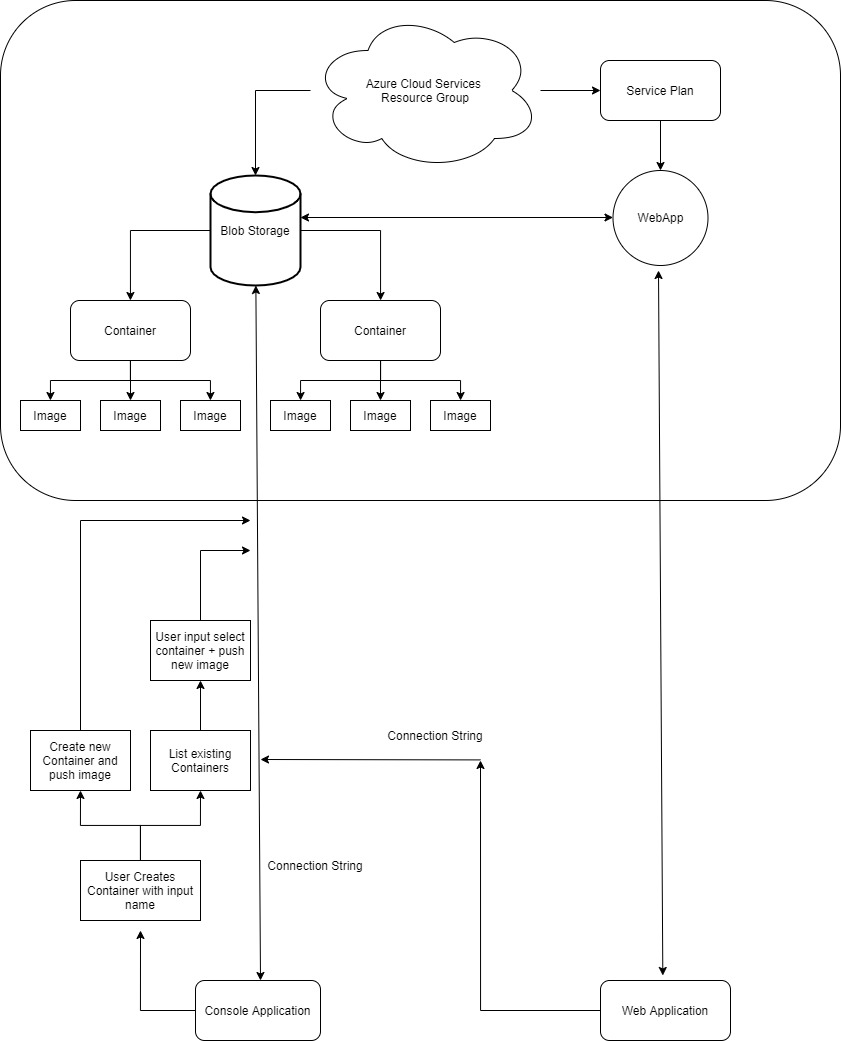 Azure Cloud Services
Resource Group
Service Plan
Blob Storage
WebApp
Container
Container
Image
Image
Image
Image
Image
Image
User input select
container + push
new image
Create new
Container and
push image
List existing
Containers
Connection String
Connection String
User Creates
Container with input
name
Console Application
Web Application